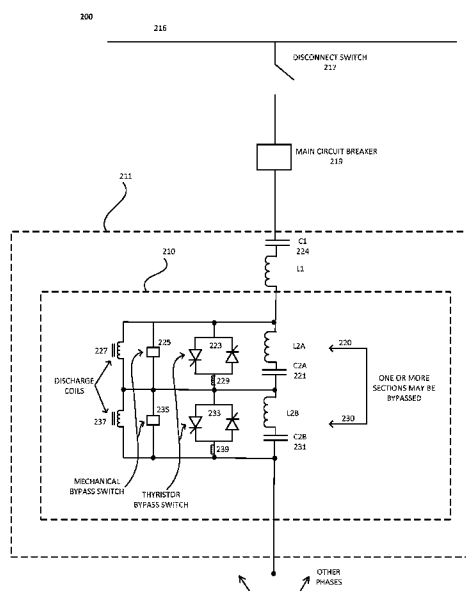 200
216
DISCONNECT SWITCH
217
MAIN CIRCUIT BREAKER
219
211
C1
224
L1
210
227
225
223
L2A
220
C2A
221
229
DISCHARGE
COILS
ONE OR MORE
SECTIONS MAY BE
BYPASSED
237
235
233
L2B
230
C2B
231
239
MECHANICAL
BYPASS SWITCH
THYRISTOR
BYPASS SWITCH
OTHER
PHASES